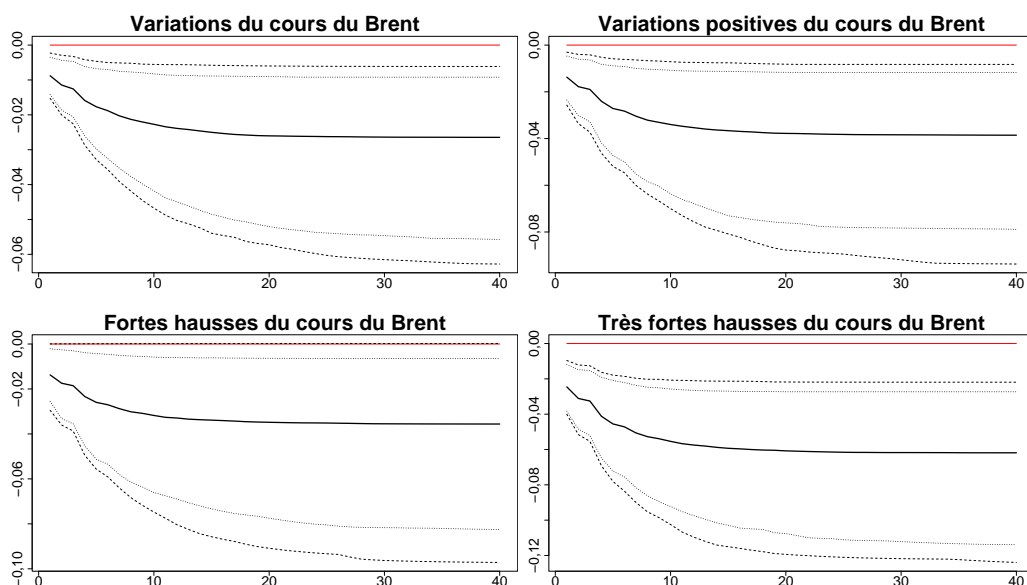 Variations du cours du Brent
Variations positives du cours du Brent
0,00
−0,02
−0,04
−0,06
0 10 20 30 40
0,00
−0,04
−0,08
0 10 20 30 40
Fortes hausses du cours du Brent
Très fortes hausses du cours du Brent
0,00
−0,02
−0,06
−0,10
0 10 20 30 40
0,00
−0,04
−0,08
−0,12
0 10 20 30 40